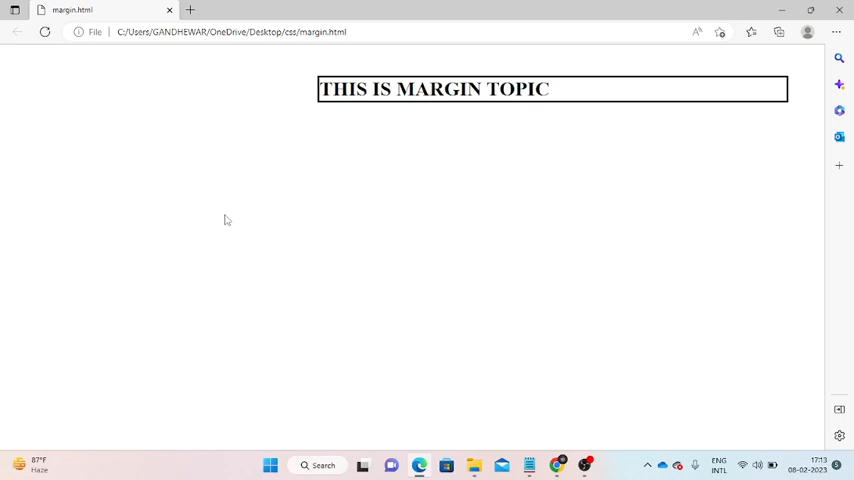 margin.html
File
C:/Users/GANDHEWAR/OneDrive/Desktop/css/margin.html
THIS IS MARGIN TOPIC
87°F
Haze
Search
ENG
INTL
17:13
08-02-2023
5